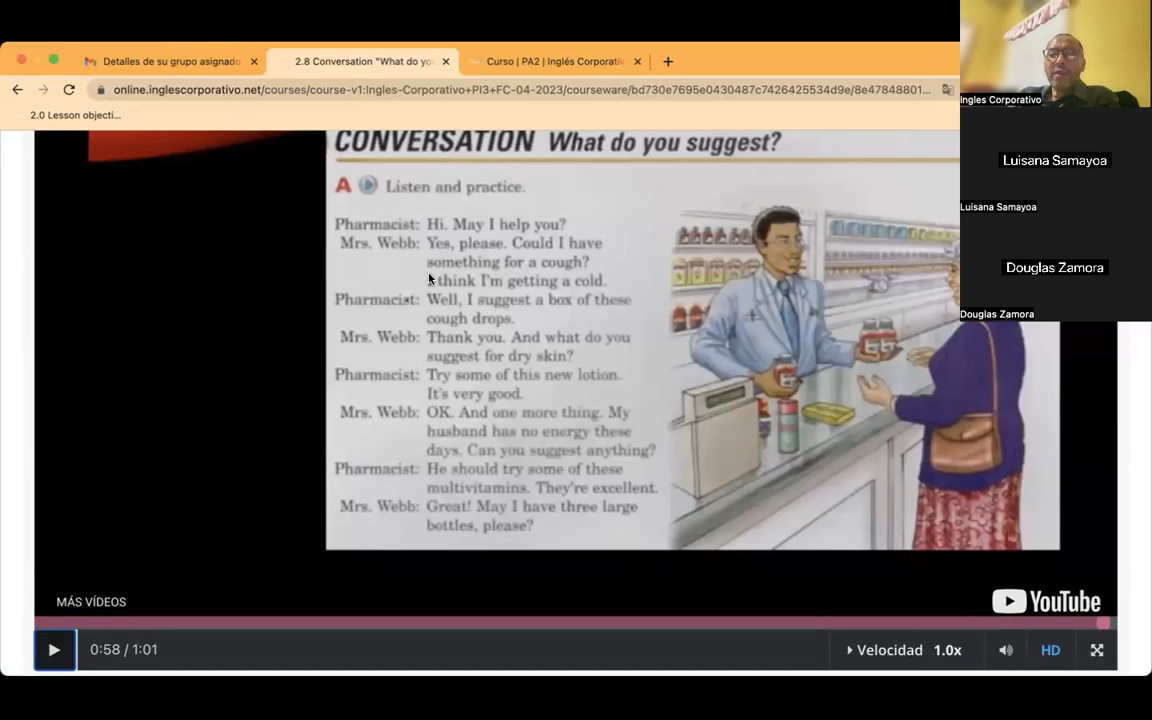 Detalles de su grupo asignado
2.8 Conversation "What do yo
Curso | PA2 | Inglés Corporati
online.inglescorporativo.net/courses/course-v1:Ingles-Corporativo+PI3+FC-04-2023/courseware/bd730e7695e0430487c7426425534d9e/8e47848801...
2.0 Lesson objecti...
Ingles Corporativo
Luisana Samayoa
Luisana Samayoa
Douglas Zamora
Douglas Zamora
CONVERSATION What do you suggest?
A Listen and practice.
Pharmacist: Hi. May I help you?
Mrs. Webb: Yes, please. Could I have
something for a cough?
think I'm getting a cold.
Pharmacist: Well, I suggest a box of these
cough drops.
Mrs. Webb: Thank you. And what do you
suggest for dry skin?
Pharmacist: Try some of this new lotion.
It's very good.
Mrs. Webb: OK. And one more thing. My
husband has no energy these
days. Can you suggest anything?
Pharmacist: He should try some of these
multivitamins. They're excellent.
Mrs. Webb: Great! May I have three large
bottles, please?
MÁS VÍDEOS
YouTube
0:58 / 1:01
Velocidad 1.0x
HD